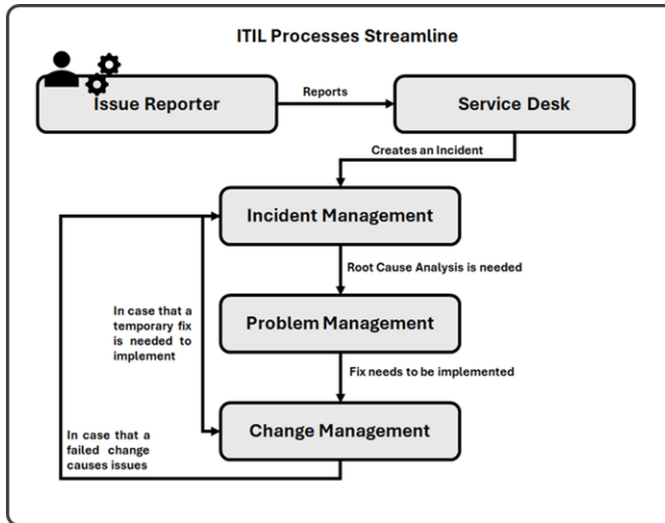 ITIL Processes Streamline
Issue Reporter
Reports
Service Desk
Creates an Incident
Incident Management
Root Cause Analysis is needed
In case that a
temporary fix
is needed to
implement
Problem Management
Fix needs to be implemented
Change Management
In case that a
failed change
causes issues